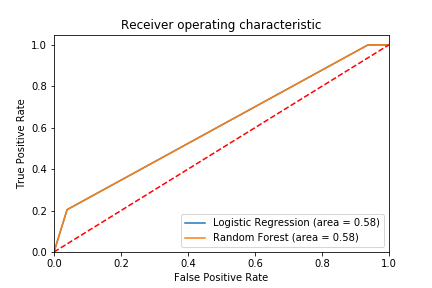 Receiver operating characteristic
True Positive Rate
1.0
0.8
0.6
0.4
0.2
0.0
Logistic Regression (area = 0.58)
Random Forest (area = 0.58)
0.0 0.2 0.4 0.6 0.8 1.0
False Positive Rate